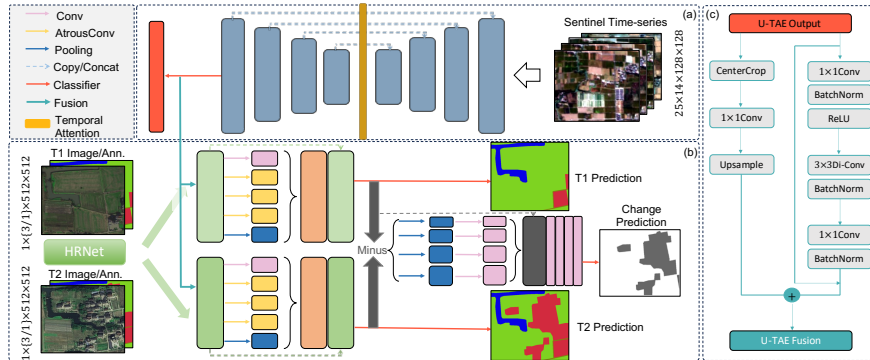 Conv
AtrousConv
Pooling
Copy/Concat
Classifier
Fusion
Temporal
Attention
Sentinel Time-series
(a)
25×14×128×128
T1 Image/Ann.
1×{3/1}×512×512
HRNet
T2 Image/Ann.
1×{3/1}×512×512
(b)
T1 Prediction
Minus
Change
Prediction
T2 Prediction
(c)
U-TAE Output
CenterCrop
1×1Conv
Upsample
1×1Conv
BatchNorm
ReLU
3×3Di-Conv
BatchNorm
1×1Conv
BatchNorm
+
U-TAE Fusion